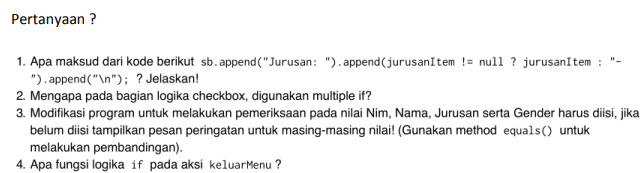 Pertanyaan ?
1. Apa maksud dari kode berikut sb.append("Jurusan: ").append(jurusanItem != null ? jurusanItem : "-
").append("\n"); ? Jelaskan!
2. Mengapa pada bagian logika checkbox, digunakan multiple if?
3. Modifikasi program untuk melakukan pemeriksaan pada nilai Nim, Nama, Jurusan serta Gender harus diisi, jika
belum diisi tampilkan pesan peringatan untuk masing-masing nilai! (Gunakan method equals() untuk
melakukan pembandingan).
4. Apa fungsi logika if pada aksi keluarMenu ?